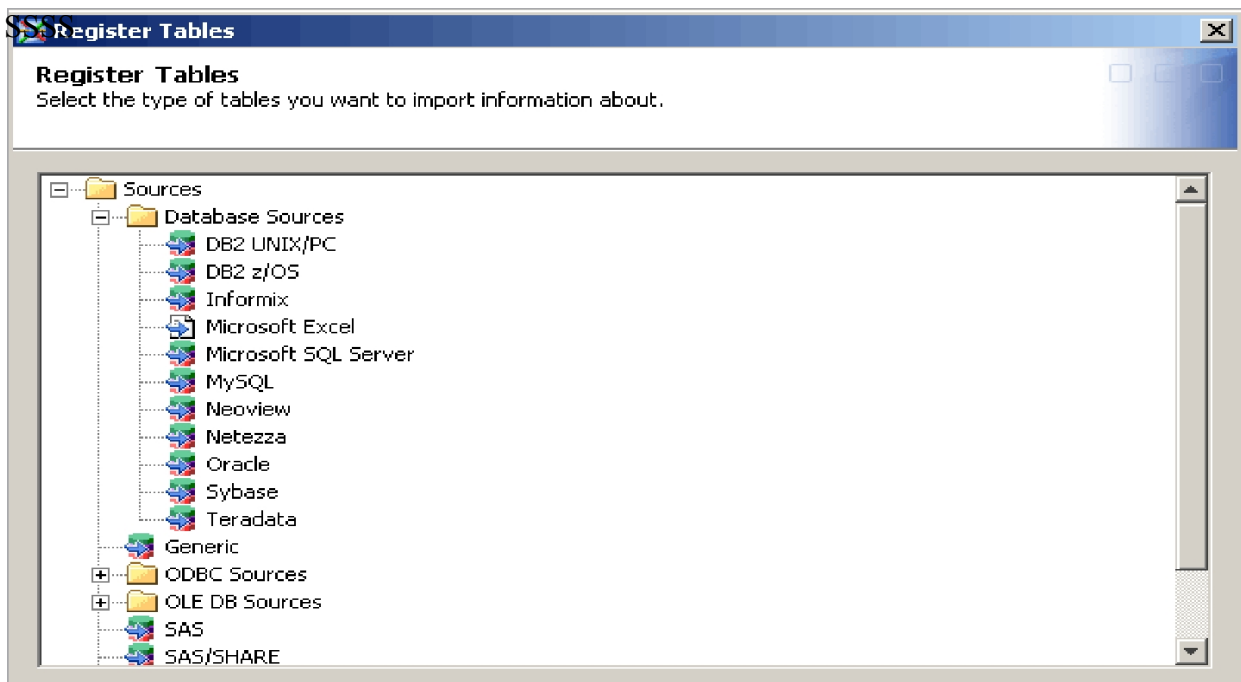 SSSS
Register Tables
Register Tables
Select the type of tables you want to import information about.
Sources
Database Sources
DB2 UNIX/PC
DB2 z/OS
Informix
Microsoft Excel
Microsoft SQL Server
MySQL
Neoview
Netezza
Oracle
Sybase
Teradata
Generic
ODBC Sources
OLE DB Sources
SAS
SAS/SHARE